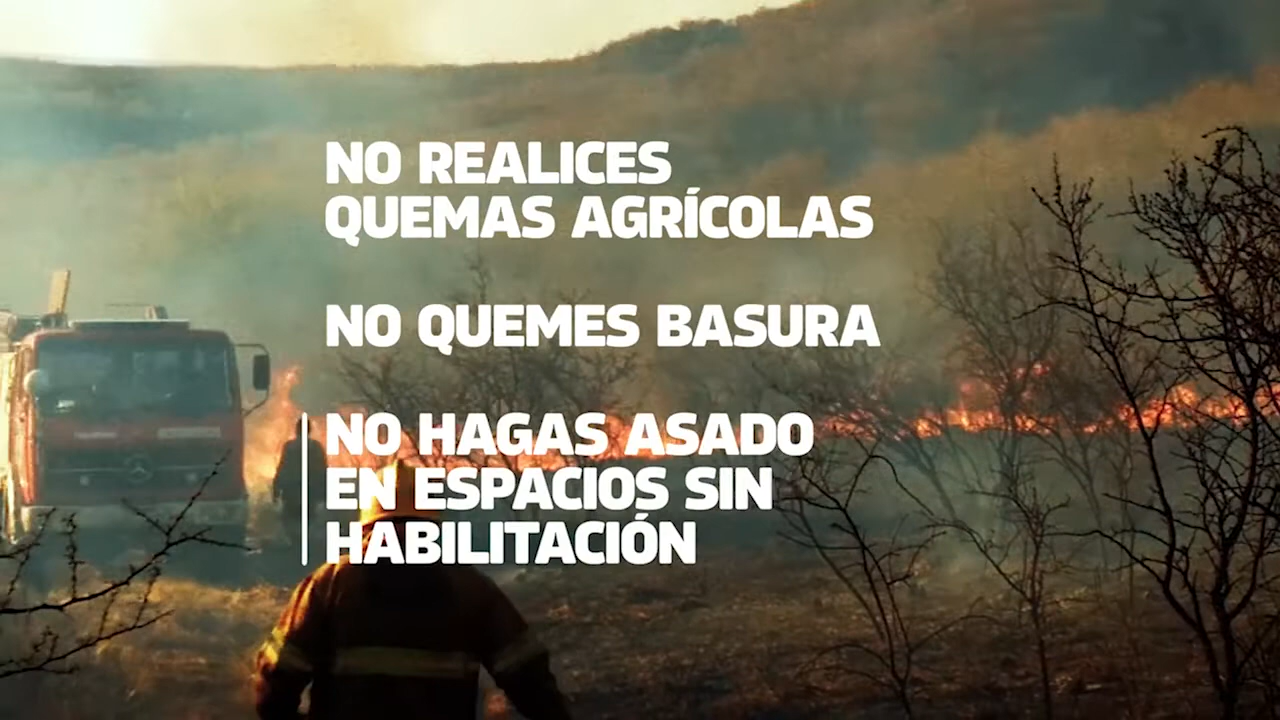 NO REALICES
QUEMAS AGRÍCOLAS
NO QUEMES BASURA
NO HAGAS ASADO
EN ESPACIOS SIN
HABILITACIÓN